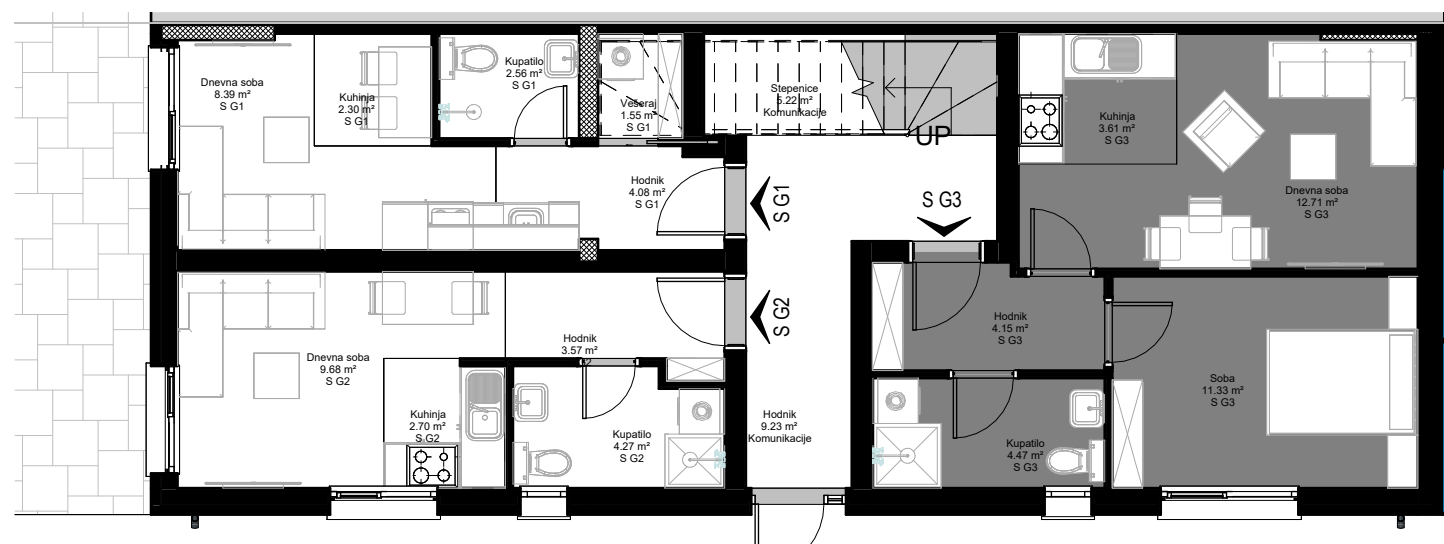 Dnevna soba
8.39 m²
S G1
Kuhinja
2.30 m²
S G1
Kupatilo
2.56 m²
S G1
Vešeraj
1.55 m²
S G1
Stepenice
5.22 m²
Komunikacije
UP
Kuhinja
3.61 m²
S G3
Dnevna soba
12.71 m²
S G3
Hodnik
4.08 m²
S G1
S G1
S G3
S G2
Hodnik
4.15 m²
S G3
Hodnik
3.57 m²
Dnevna soba
9.68 m²
S G2
Kuhinja
2.70 m²
S G2
Kupatilo
4.27 m²
S G2
Hodnik
9.23 m²
Komunikacije
Kupatilo
4.47 m²
S G3
Soba
11.33 m²
S G3